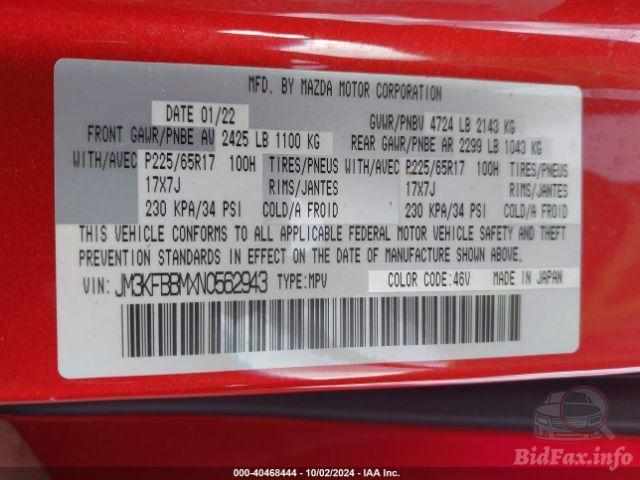 MFD. BY MAZDA MOTOR CORPORATION
DATE 01/22 GVWR/PNBV 4724 LB 2143 KG
FRONT GAWR/PNBE AV 2425 LB 1100 KG REAR GAWR/PNBE AR 2299 LB 1043 KG
WITH/AVEC P225/65R17 100H TIRES/PNEUS WITH/AVEC P225/65R17 100H TIRES/PNEUS
17X7J RIMS/JANTES 17X7J RIMS/JANTES
230 KPA/34 PSI COLD/A FROID 230 KPA/34 PSI COLD/A FROID
THIS VEHICLE CONFORMS TO ALL APPLICABLE FEDERAL MOTOR VEHICLE SAFETY AND THEFT
PREVENTION STANDARDS IN EFFECT ON THE DATE OF MANUFACTURE SHOWN ABOVE.
VIN: JM3KFBBMXN0562943 TYPE:MPV COLOR CODE:46V MADE IN JAPAN
BidFax.info
000-40468444 - 10/02/2024 - IAA Inc.